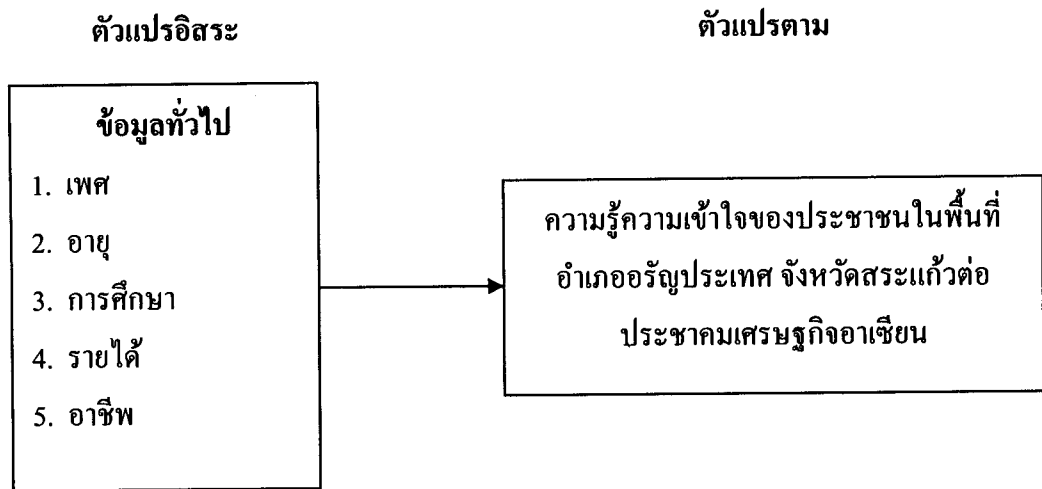 ตัวแปรอิสระ
ตัวแปรตาม
ข้อมูลทั่วไป
1. เพศ
2. อายุ
3. การศึกษา
4. รายได้
5. อาชีพ
ความรู้ความเข้าใจของประชาชนในพื้นที่
อำเภออรัญประเทศ จังหวัดสระแก้วต่อ
ประชาคมเศรษฐกิจอาเซียน